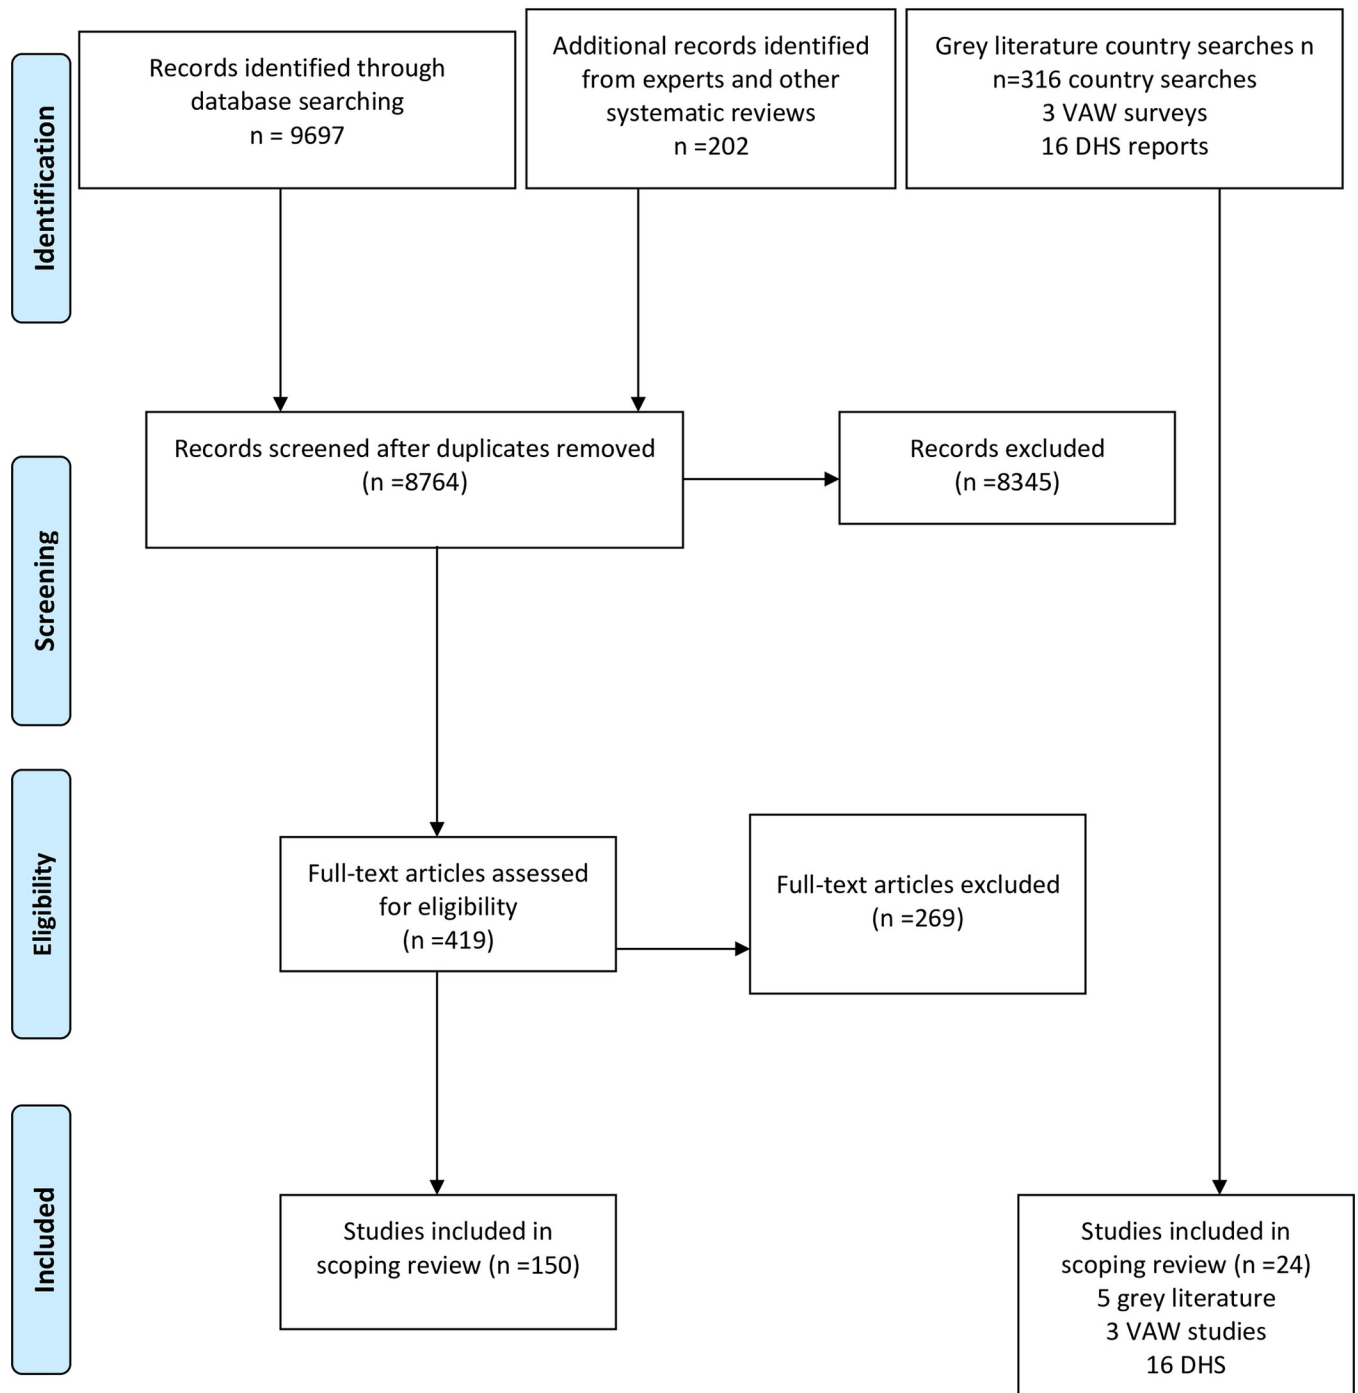 Identification
Records identified through
database searching
n = 9697
Additional records identified
from experts and other
systematic reviews
n =202
Grey literature country searches n
n=316 country searches
3 VAW surveys
16 DHS reports
Screening
Records screened after duplicates removed
(n =8764)
Records excluded
(n =8345)
Eligibility
Full-text articles assessed
for eligibility
(n =419)
Full-text articles excluded
(n =269)
Included
Studies included in
scoping review (n =150)
Studies included in
scoping review (n =24)
5 grey literature
3 VAW studies
16 DHS